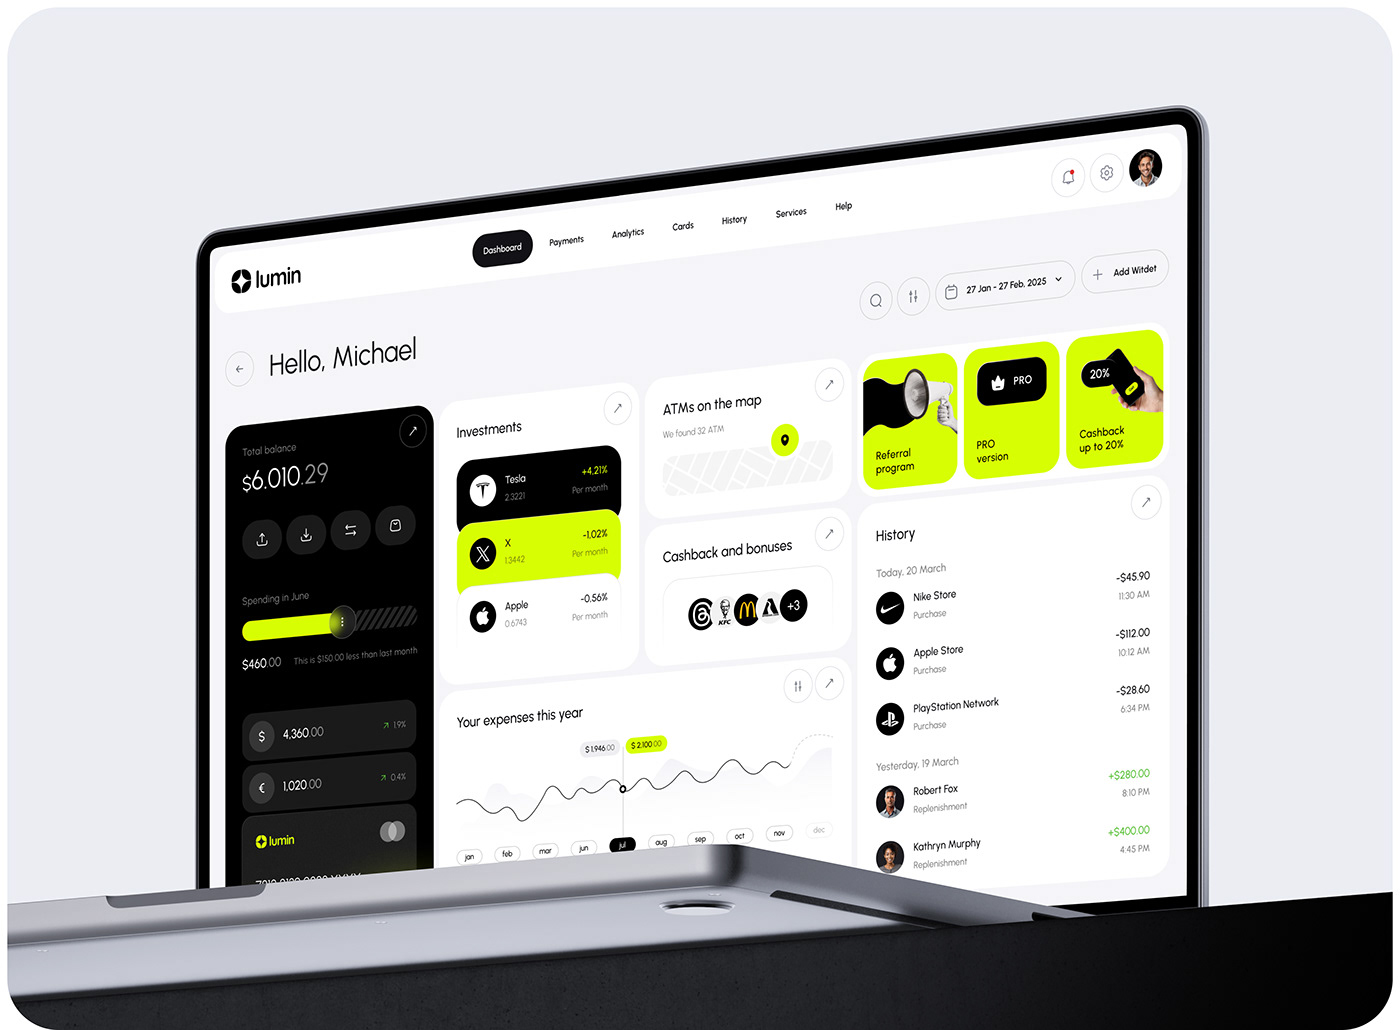 lumin
Dashboard
Payments
Analytics
Cards
History
Services
Help
Hello, Michael
27 Jan - 27 Feb, 2025
Add Witdet
Total balance
$6.010.29
Spending in June
$460.00
This is $150.00 less than last month
$
4,360.00
1.9%
€
1,020.00
0.4%
lumin
Investments
Tesla
2.3221
+4,21%
Per month
X
1.3442
-1,02%
Per month
Apple
0.6743
-0,56%
Per month
ATMs on the map
We found 32 ATM
Cashback and bonuses
KFC
+3
Your expenses this year
$ 1,946.00
$ 2,100.00
jan
feb
mar
jun
jul
aug
sep
oct
nov
dec
Referral
program
PRO
PRO
version
20%
Cashback
up to 20%
History
Today, 20 March
Nike Store
Purchase
-$45.90
11:30 AM
Apple Store
Purchase
-$112.00
10:12 AM
PlayStation Network
Purchase
-$28.60
6:34 PM
Yesterday, 19 March
Robert Fox
Replenishment
+$280.00
8:10 PM
Kathryn Murphy
Replenishment
+$400.00
4:45 PM